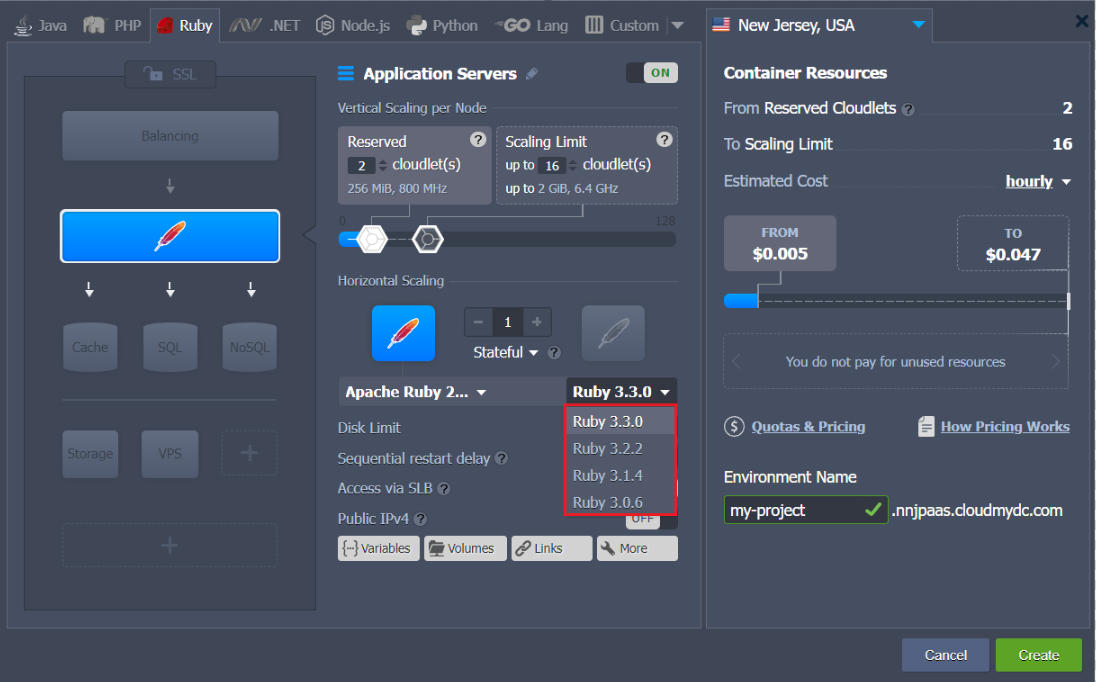 Java PHP Ruby .NET Node.js Python GO Lang Custom
SSL
Balancing
Cache SQL NoSQL
Storage VPS
Application Servers ON
Vertical Scaling per Node
Reserved ?
2 cloudlet(s)
256 MiB, 800 MHz
Scaling Limit ?
up to 16 cloudlet(s)
up to 2 GiB, 6.4 GHz
0 128
Horizontal Scaling
1
Stateful ?
Apache Ruby 2... Ruby 3.3.0
Ruby 3.3.0
Ruby 3.2.2
Ruby 3.1.4
Ruby 3.0.6
Disk Limit
Sequential restart delay ?
Access via SLB ?
Public IPv4 ? OFF
Variables Volumes Links More
New Jersey, USA
Container Resources
From Reserved Cloudlets ? 2
To Scaling Limit 16
Estimated Cost hourly
FROM
$0.005
TO
$0.047
You do not pay for unused resources
$ Quotas & Pricing How Pricing Works
Environment Name
my-project .nnjpaas.cloudmydc.com
Cancel Create